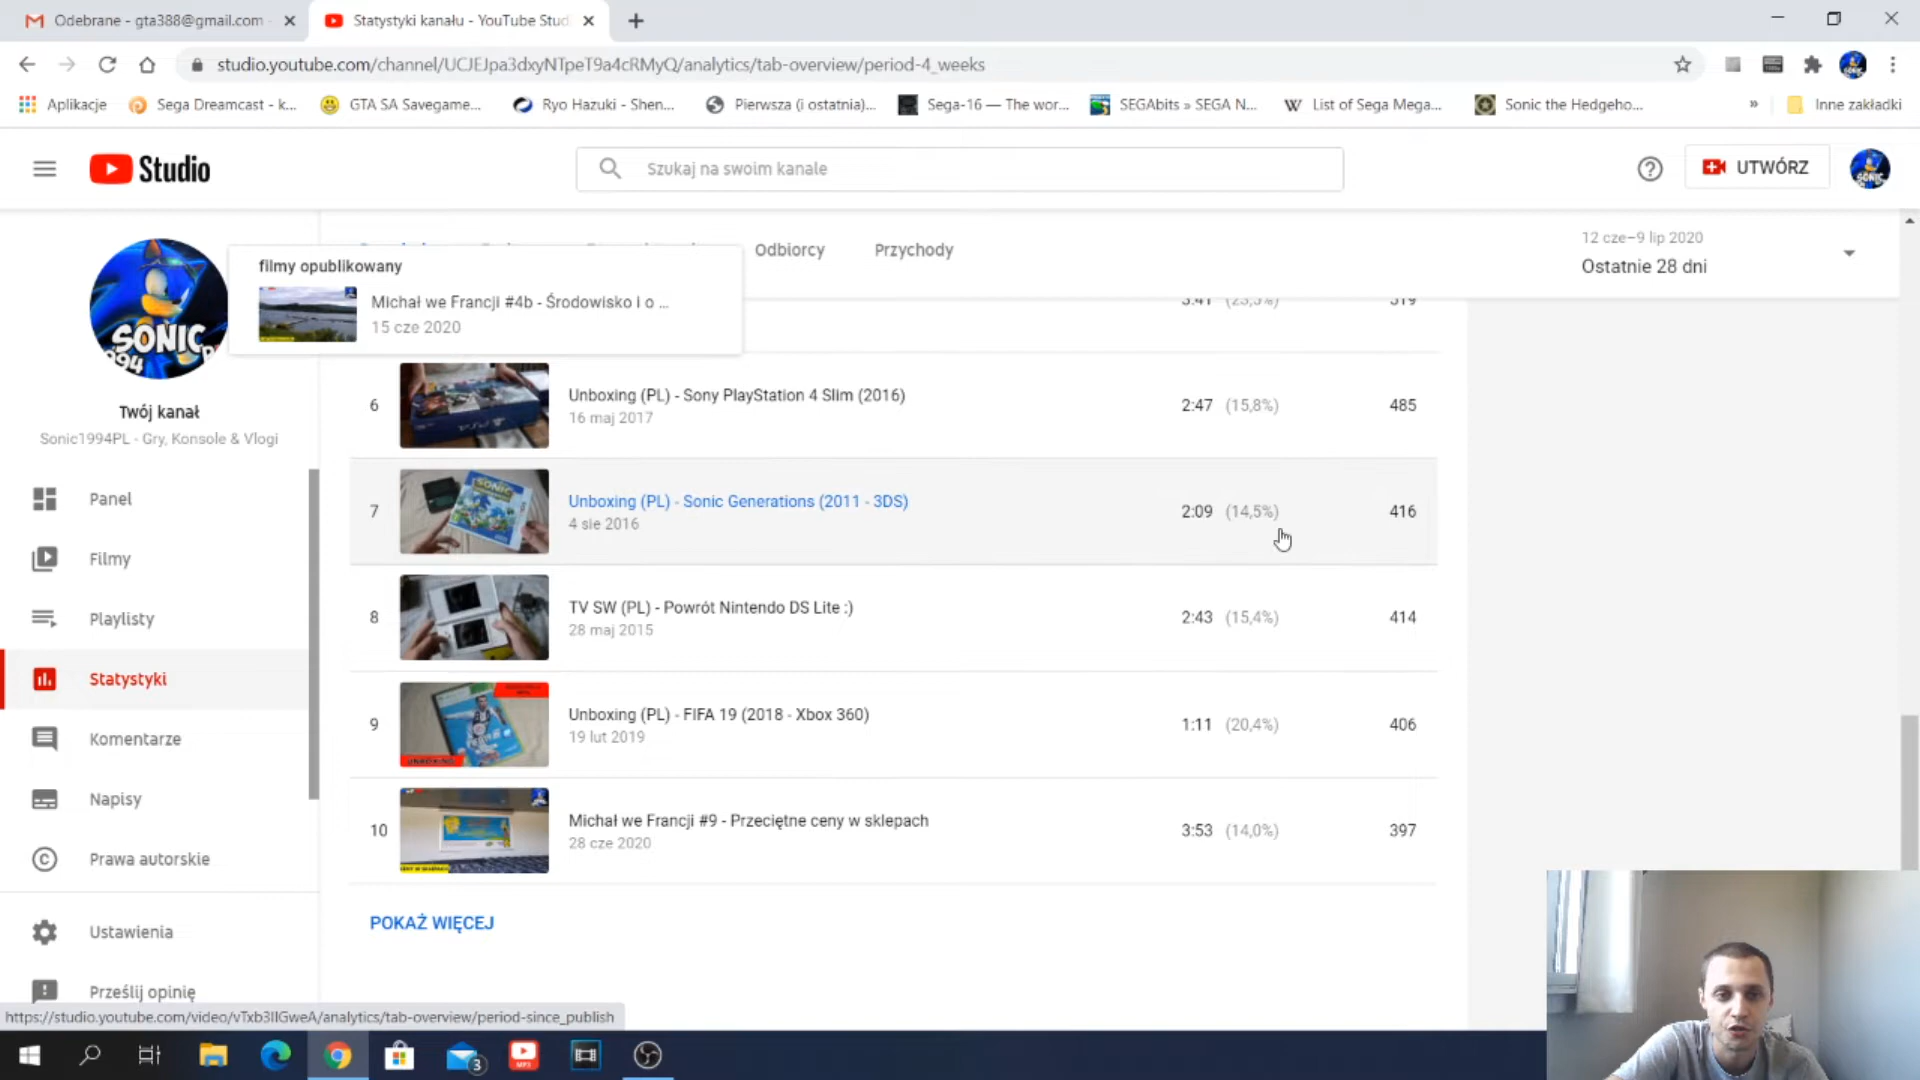 Odebrane - gta388@gmail.com
Statystyki kanału - YouTube Stud
studio.youtube.com/channel/UCJEJpa3dxyNTpeT9a4cRMyQ/analytics/tab-overview/period-4_weeks
Aplikacje
Sega Dreamcast - k...
GTA SA Savegame...
Ryo Hazuki - Shen...
Pierwsza (i ostatnia)...
Sega-16 — The wor...
SEGAbits » SEGA N...
List of Sega Mega...
Sonic the Hedgeho...
»
Inne zakładki
Studio
Szukaj na swoim kanale
UTWÓRZ
Odbiorcy
Przychody
12 cze–9 lip 2020
Ostatnie 28 dni
filmy opublikowany
Michał we Francji #4b - Środowisko i o ...
15 cze 2020
SONIC
Twój kanał
Sonic1994PL - Gry, Konsole & Vlogi
Panel
Filmy
Playlisty
Statystyki
Komentarze
Napisy
Prawa autorskie
Ustawienia
Prześlij opinię
3:41 (23,5%) 519
6 Unboxing (PL) - Sony PlayStation 4 Slim (2016) 2:47 (15,8%) 485
16 maj 2017
7 Unboxing (PL) - Sonic Generations (2011 - 3DS) 2:09 (14,5%) 416
4 sie 2016
8 TV SW (PL) - Powrót Nintendo DS Lite :) 2:43 (15,4%) 414
28 maj 2015
9 Unboxing (PL) - FIFA 19 (2018 - Xbox 360) 1:11 (20,4%) 406
19 lut 2019
10 Michał we Francji #9 - Przeciętne ceny w sklepach 3:53 (14,0%) 397
28 cze 2020
POKAŻ WIĘCEJ
https://studio.youtube.com/video/vTxb3IlGweA/analytics/tab-overview/period-since_publish
3
MP3